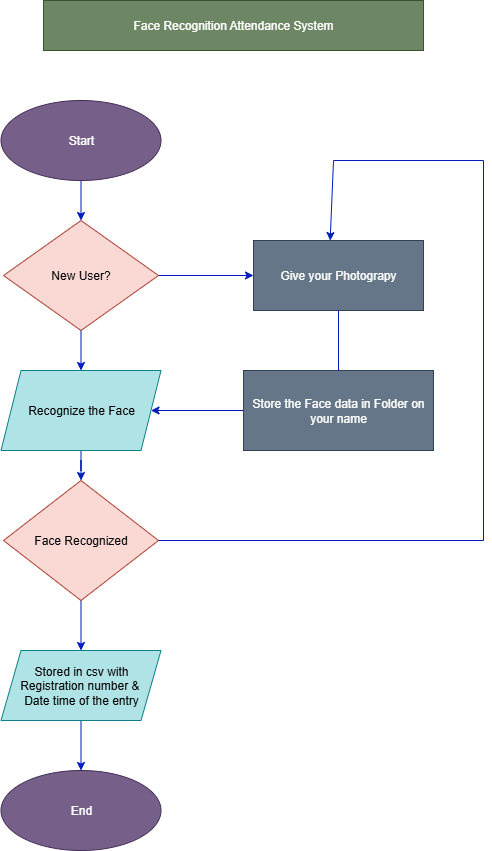 Face Recognition Attendance System
Start
New User?
Give your Photograpy
Recognize the Face
Store the Face data in Folder on
your name
Face Recognized
Stored in csv with
Registration number &
Date time of the entry
End